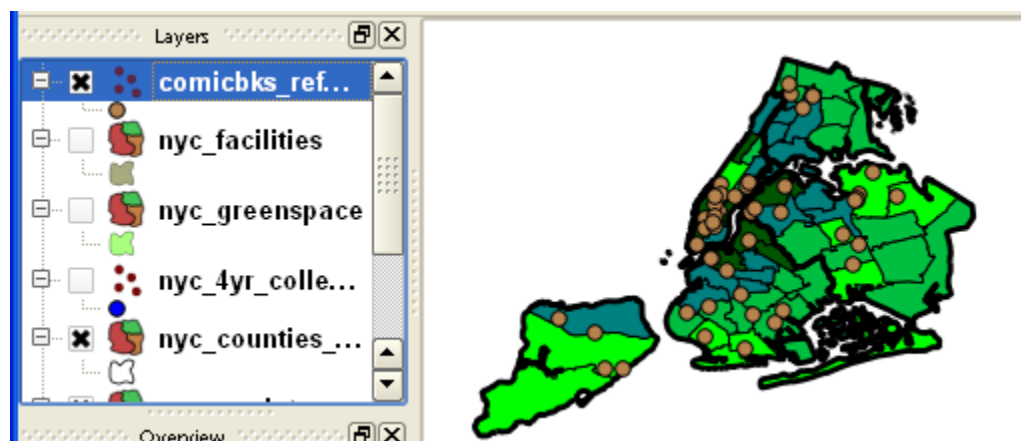 Layers
comicbks_ref...
nyc_facilities
nyc_greenspace
nyc_4yr_colle...
nyc_counties_...
Overview